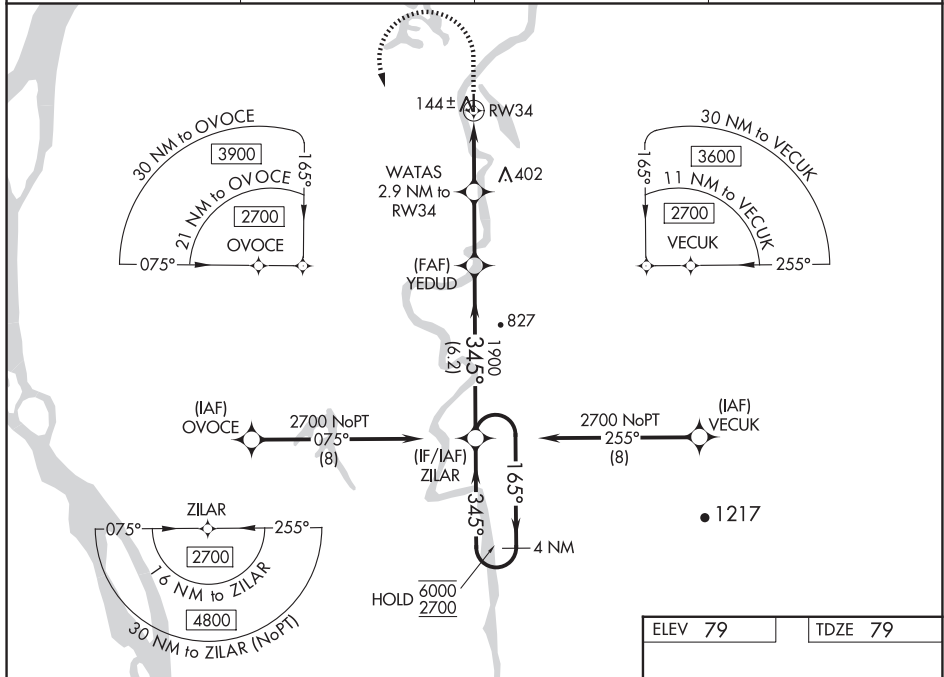 144 ±
RW34
30 NM to OVOCE
3900
165°
21 NM to OVOCE
2700
OVOCE
075°
WATAS
2.9 NM to
RW34
402
30 NM to VECUK
3600
165°
11 NM to VECUK
2700
VECUK
255°
(FAF)
YEDUD
827
1900
345°
(6.2)
(IAF)
OVOCE
2700 NoPT
075°
(8)
(IF/IAF)
ZILAR
2700 NoPT
255°
(8)
(IAF)
VECUK
345°
165°
4 NM
1217
ZILAR
075°
255°
2700
16 NM to ZILAR
4800
30 NM to ZILAR (NoPT)
HOLD
6000
2700
ELEV 79
TDZE 79